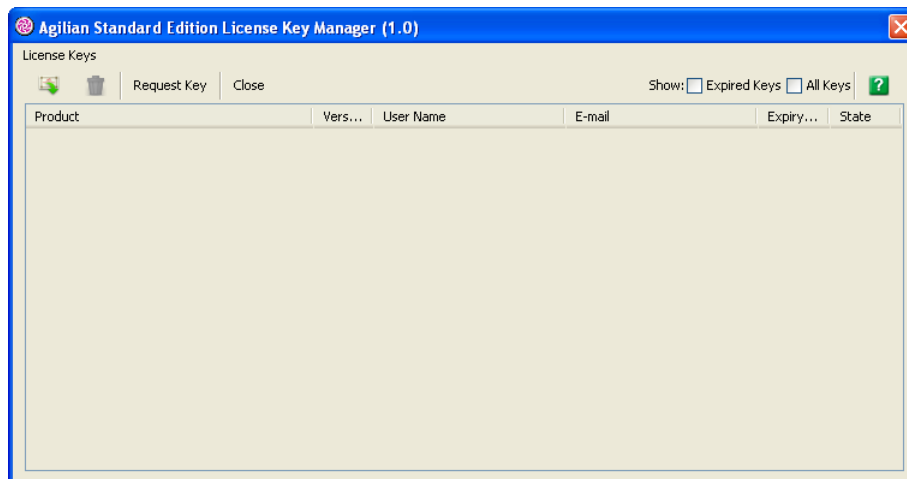 Agilian Standard Edition License Key Manager (1.0)
License Keys
Request Key Close Show: Expired Keys All Keys ?
Product Vers... User Name E-mail Expiry... State